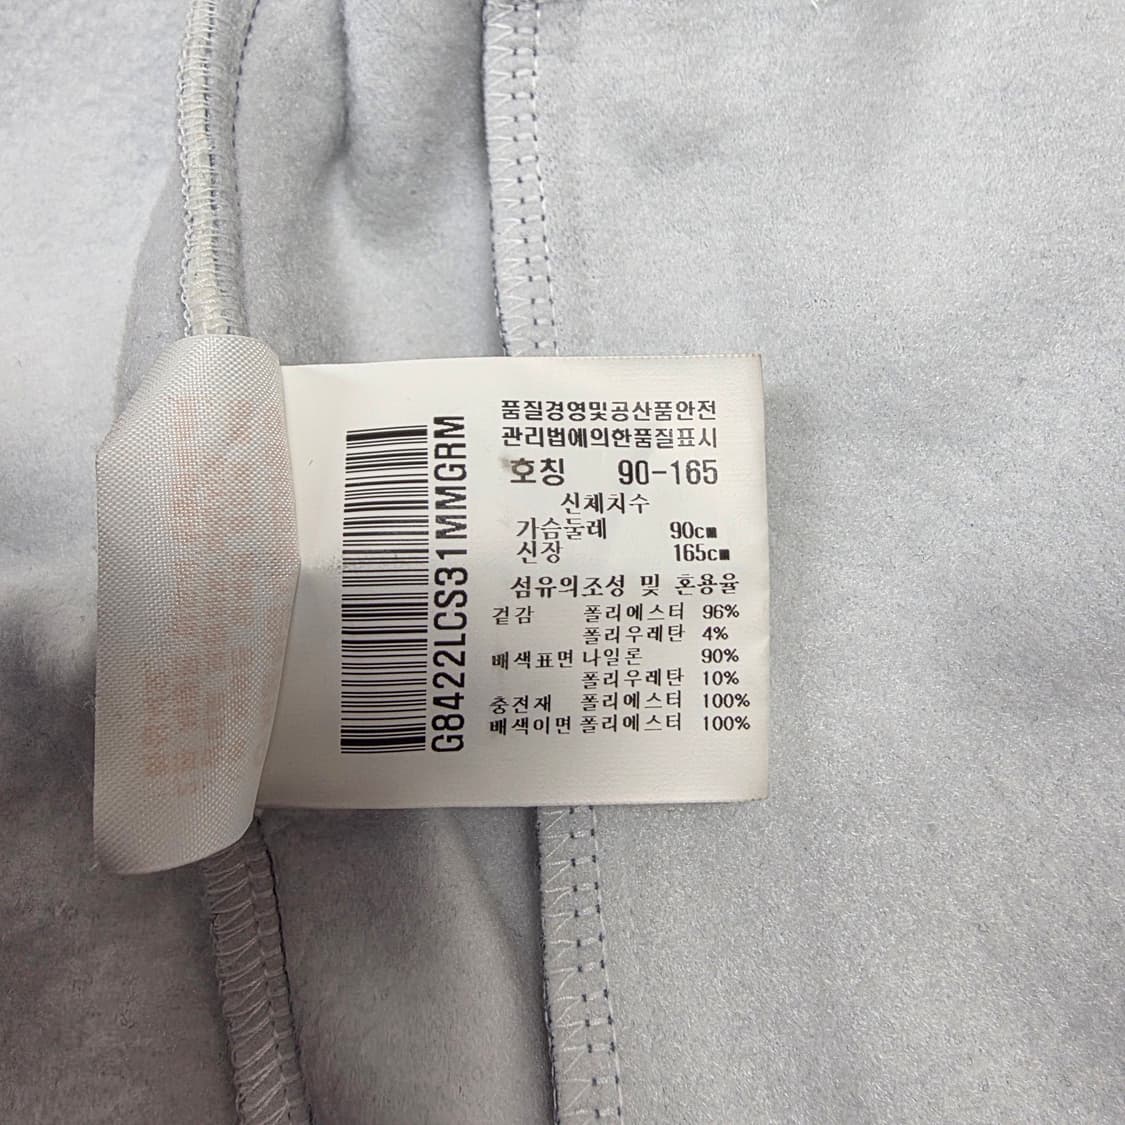 품질경영및공산품안전
관리법에의한품질표시
호칭 90-165
신체치수
가슴둘레 90cm
신장 165cm
섬유의조성 및 혼용율
겉감 폴리에스터 96%
폴리우레탄 4%
배색표면 나일론 90%
폴리우레탄 10%
충전재 폴리에스터 100%
배색이면 폴리에스터 100%
G8422LCS31MMGRM